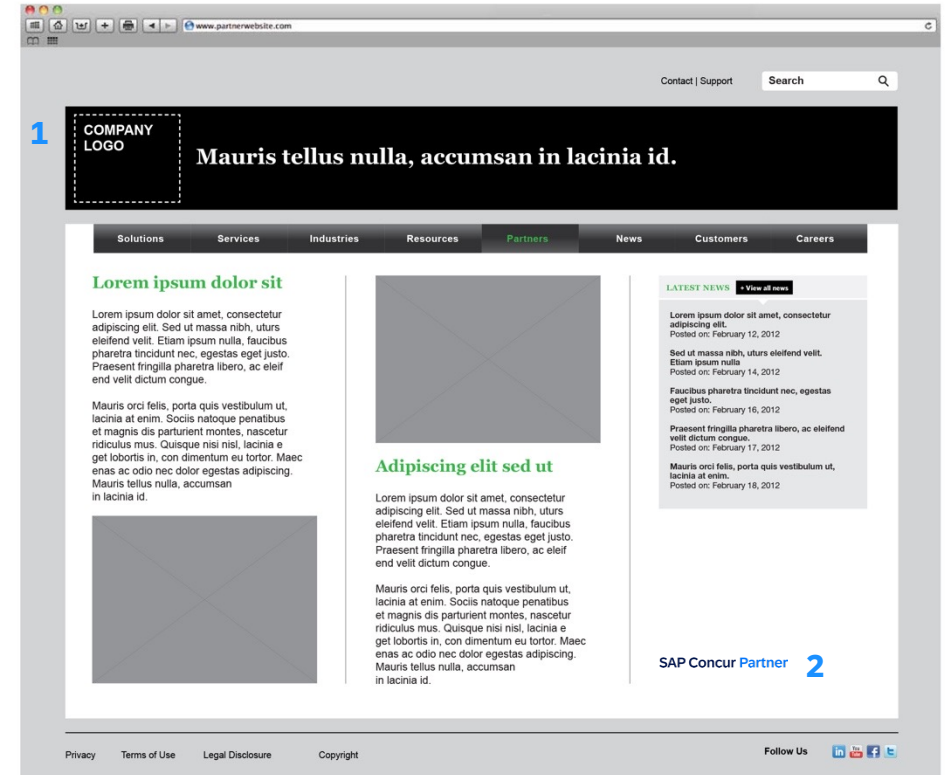 www.partnerwebsite.com
Contact | Support
Search
1
COMPANY
LOGO
Mauris tellus nulla, accumsan in lacinia id.
Solutions
Services
Industries
Resources
Partners
News
Customers
Careers
Lorem ipsum dolor sit
Lorem ipsum dolor sit amet, consectetur
adipiscing elit. Sed ut massa nibh, uturs
eleifend velit. Etiam ipsum nulla, faucibus
pharetra tincidunt nec, egestas eget justo.
Praesent fringilla pharetra libero, ac eleif
end velit dictum congue.
Mauris orci felis, porta quis vestibulum ut,
lacinia at enim. Sociis natoque penatibus
et magnis dis parturient montes, nascetur
ridiculus mus. Quisque nisi nisl, lacinia e
get lobortis in, con dimentum eu tortor. Maec
enas ac odio nec dolor egestas adipiscing.
Mauris tellus nulla, accumsan
in lacinia id.
Adipiscing elit sed ut
Lorem ipsum dolor sit amet, consectetur
adipiscing elit. Sed ut massa nibh, uturs
eleifend velit. Etiam ipsum nulla, faucibus
pharetra tincidunt nec, egestas eget justo.
Praesent fringilla pharetra libero, ac eleif
end velit dictum congue.
Mauris orci felis, porta quis vestibulum ut,
lacinia at enim. Sociis natoque penatibus
et magnis dis parturient montes, nascetur
ridiculus mus. Quisque nisi nisl, lacinia e
get lobortis in, con dimentum eu tortor. Maec
enas ac odio nec dolor egestas adipiscing.
Mauris tellus nulla, accumsan
in lacinia id.
LATEST NEWS
+ View all news
Lorem ipsum dolor sit amet, consectetur
adipiscing elit.
Posted on: February 12, 2012
Sed ut massa nibh, uturs eleifend velit.
Etiam ipsum nulla
Posted on: February 14, 2012
Faucibus pharetra tincidunt nec, egestas
eget justo.
Posted on: February 16, 2012
Praesent fringilla pharetra libero, ac eleifend
velit dictum congue.
Posted on: February 17, 2012
Mauris orci felis, porta quis vestibulum ut,
lacinia at enim.
Posted on: February 18, 2012
SAP Concur Partner
2
Privacy
Terms of Use
Legal Disclosure
Copyright
Follow Us
in
You
Tube
f
t